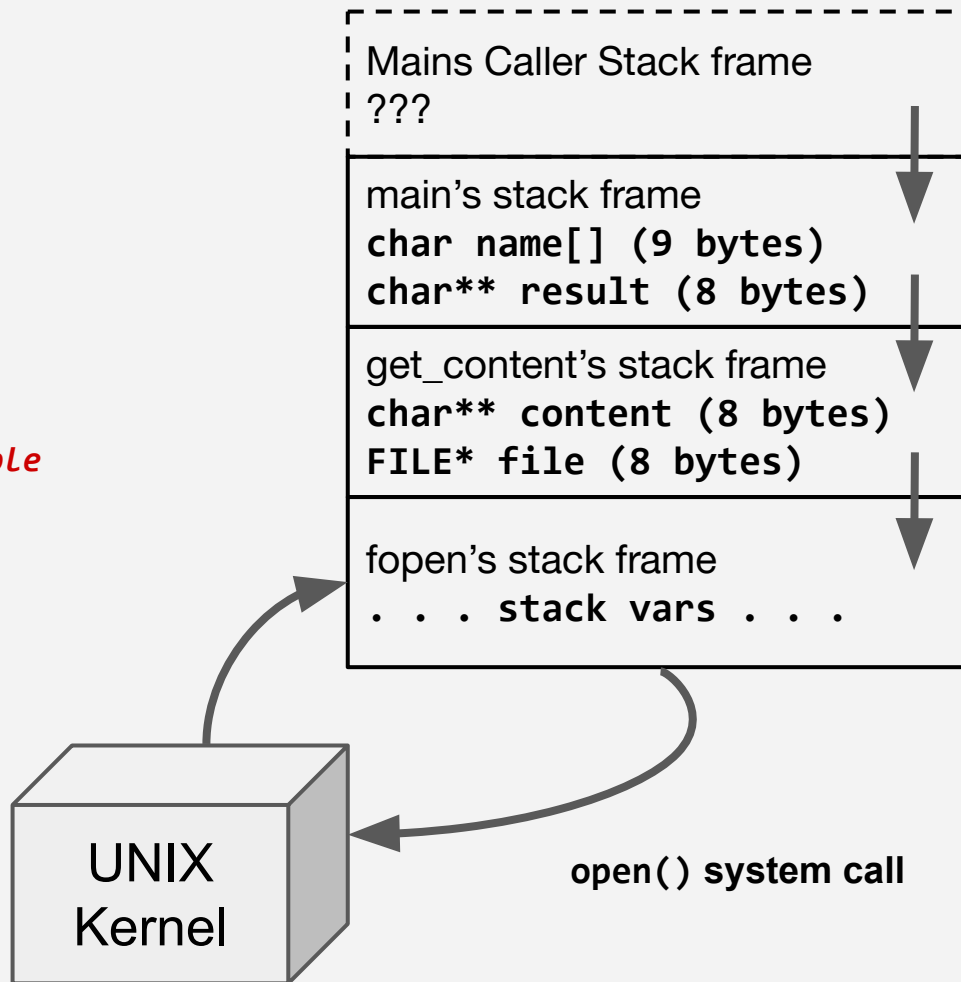 Mains Caller Stack frame
???
main’s stack frame
char name[] (9 bytes)
char** result (8 bytes)
get_content's stack frame
char** content (8 bytes)
FILE* file (8 bytes)
fopen’s stack frame
. . . stack vars . . .
UNIX
Kernel
open() system call